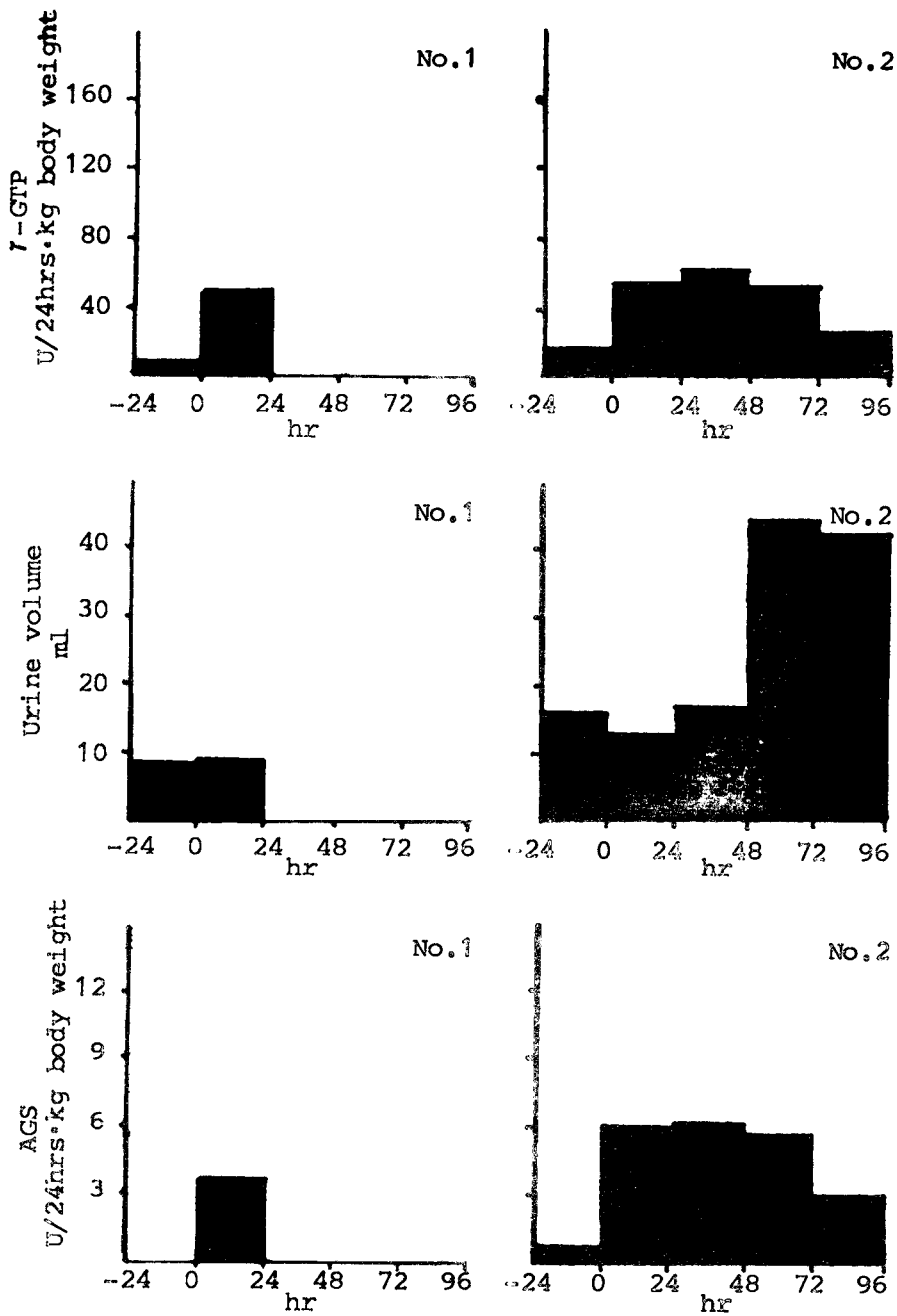 γ-GTP
U/24hrs·kg body weight
No.1
160
120
80
40
-24 0 24 48 72 96
hr
No.2
-24 0 24 48 72 96
hr
Urine volume
ml
No.1
40
30
20
10
-24 0 24 48 72 96
hr
No.2
-24 0 24 48 72 96
hr
AGS
U/24hrs·kg body weight
No.1
12
9
6
3
-24 0 24 48 72 96
hr
No.2
-24 0 24 48 72 96
hr